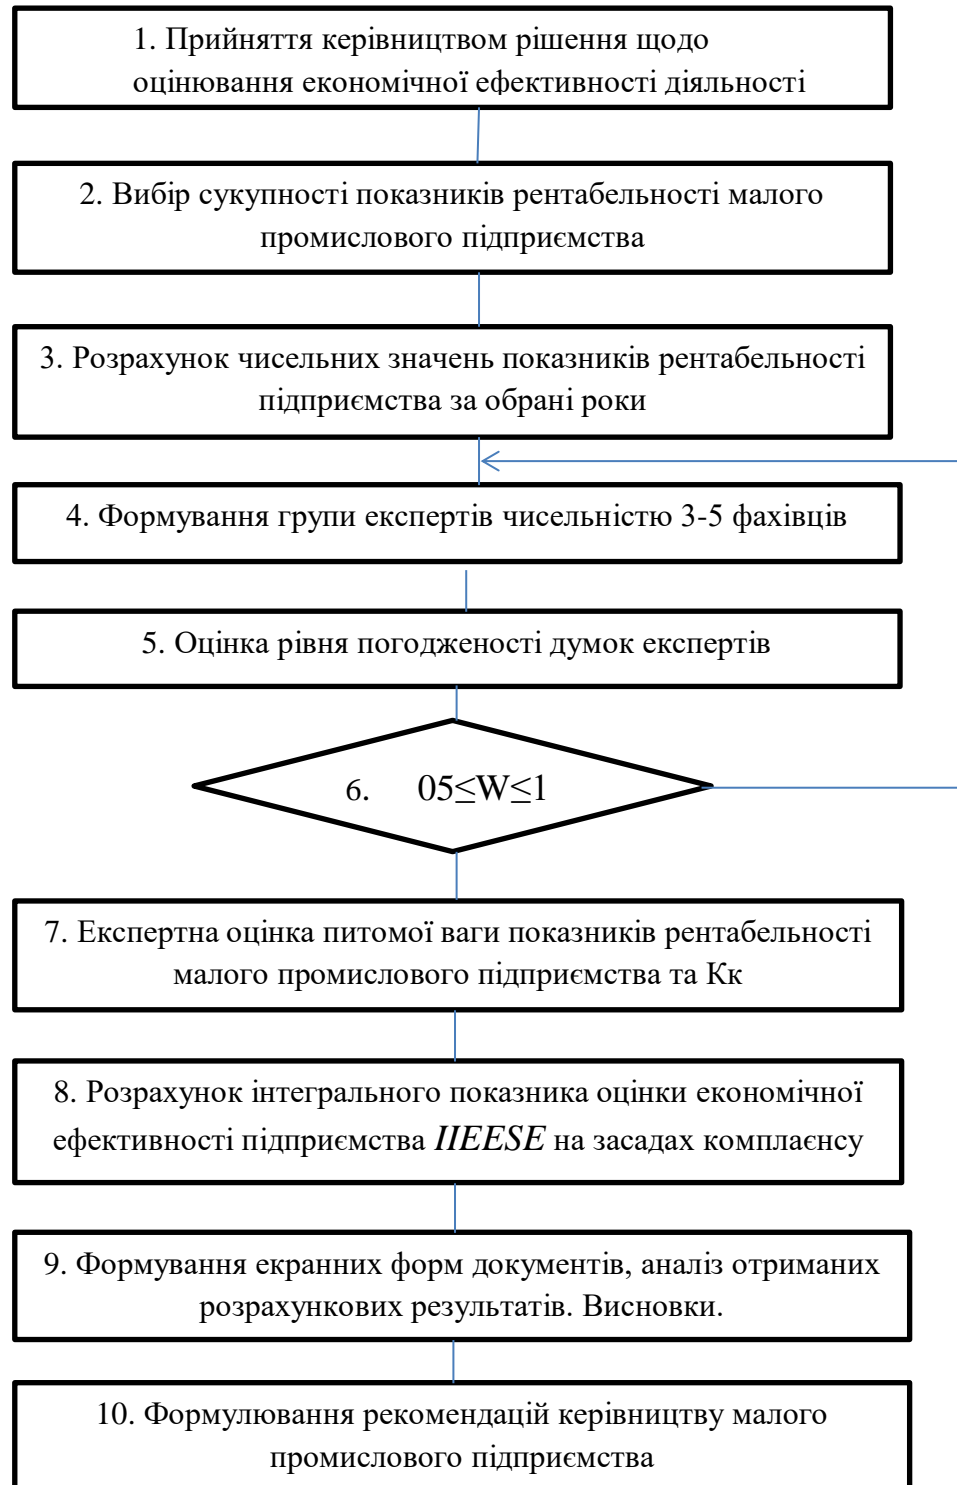 1. Прийняття керівництвом рішення щодо
оцінювання економічної ефективності діяльності
2. Вибір сукупності показників рентабельності малого
промислового підприємства
3. Розрахунок чисельних значень показників рентабельності
підприємства за обрані роки
4. Формування групи експертів чисельністю 3-5 фахівців
5. Оцінка рівня погодженості думок експертів
6. 05≤W≤1
7. Експертна оцінка питомої ваги показників рентабельності
малого промислового підприємства та Кк
8. Розрахунок інтегрального показника оцінки економічної
ефективності підприємства IIEESE на засадах комплаєнсу
9. Формування екранних форм документів, аналіз отриманих
розрахункових результатів. Висновки.
10. Формулювання рекомендацій керівництву малого
промислового підприємства